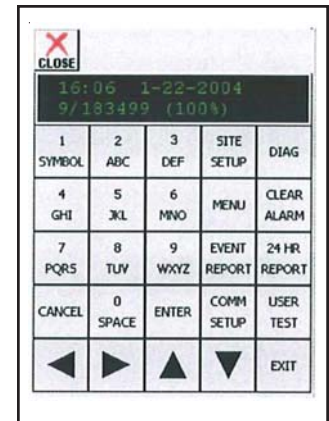 CLOSE
16:06 1-22-2004
9/183499 (100%)
1 2 3 SITE DIAG
SYMBOL ABC DEF SETUP
4 5 6 MENU CLEAR
GHI JKL MNO ALARM
7 8 9 EVENT 24 HR
PQRS TUV WXYZ REPORT REPORT
CANCEL 0 ENTER COMM USER
SPACE SETUP TEST
EXIT